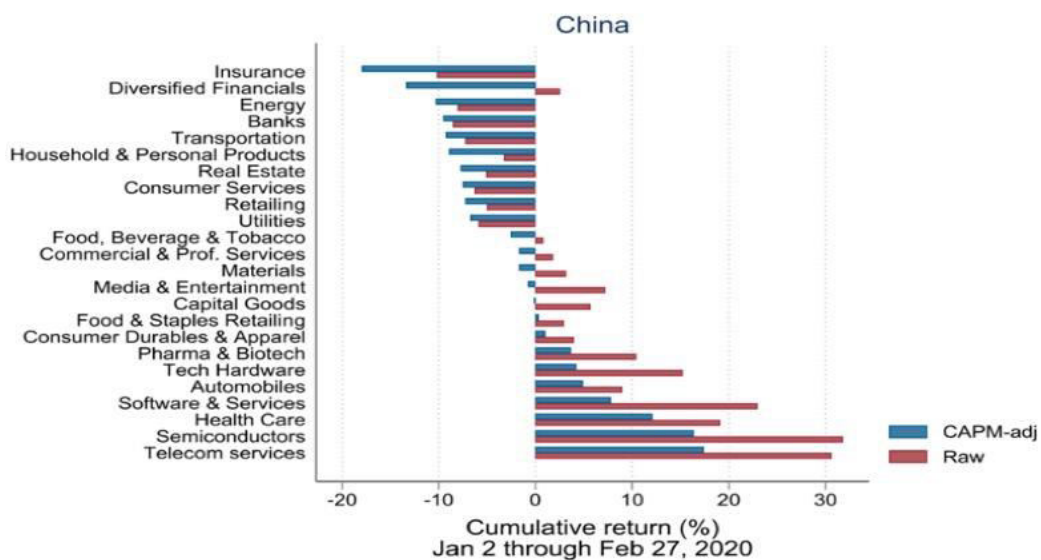 China
Insurance
Diversified Financials
Energy
Banks
Transportation
Household & Personal Products
Real Estate
Consumer Services
Retailing
Utilities
Food, Beverage & Tobacco
Commercial & Prof. Services
Materials
Media & Entertainment
Capital Goods
Food & Staples Retailing
Consumer Durables & Apparel
Pharma & Biotech
Tech Hardware
Automobiles
Software & Services
Health Care
Semiconductors
Telecom services
CAPM-adj
Raw
-20 -10 0 10 20 30
Cumulative return (%)
Jan 2 through Feb 27, 2020